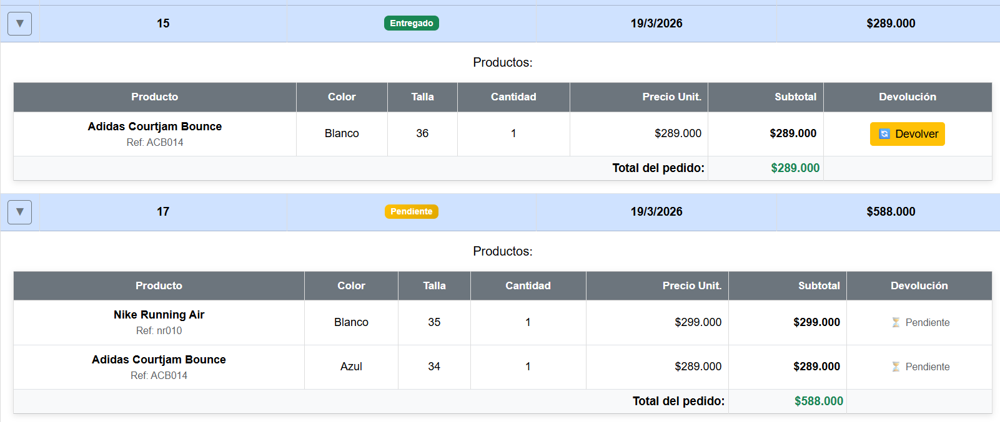 ▼ 15 Entregado 19/3/2026 $289.000
Productos:
Producto Color Talla Cantidad Precio Unit. Subtotal Devolución
Adidas Courtjam Bounce
Ref: ACB014
Blanco 36 1 $289.000 $289.000 Devolver
Total del pedido: $289.000
▼ 17 Pendiente 19/3/2026 $588.000
Productos:
Producto Color Talla Cantidad Precio Unit. Subtotal Devolución
Nike Running Air
Ref: nr010
Blanco 35 1 $299.000 $299.000 Pendiente
Adidas Courtjam Bounce
Ref: ACB014
Azul 34 1 $289.000 $289.000 Pendiente
Total del pedido: $588.000